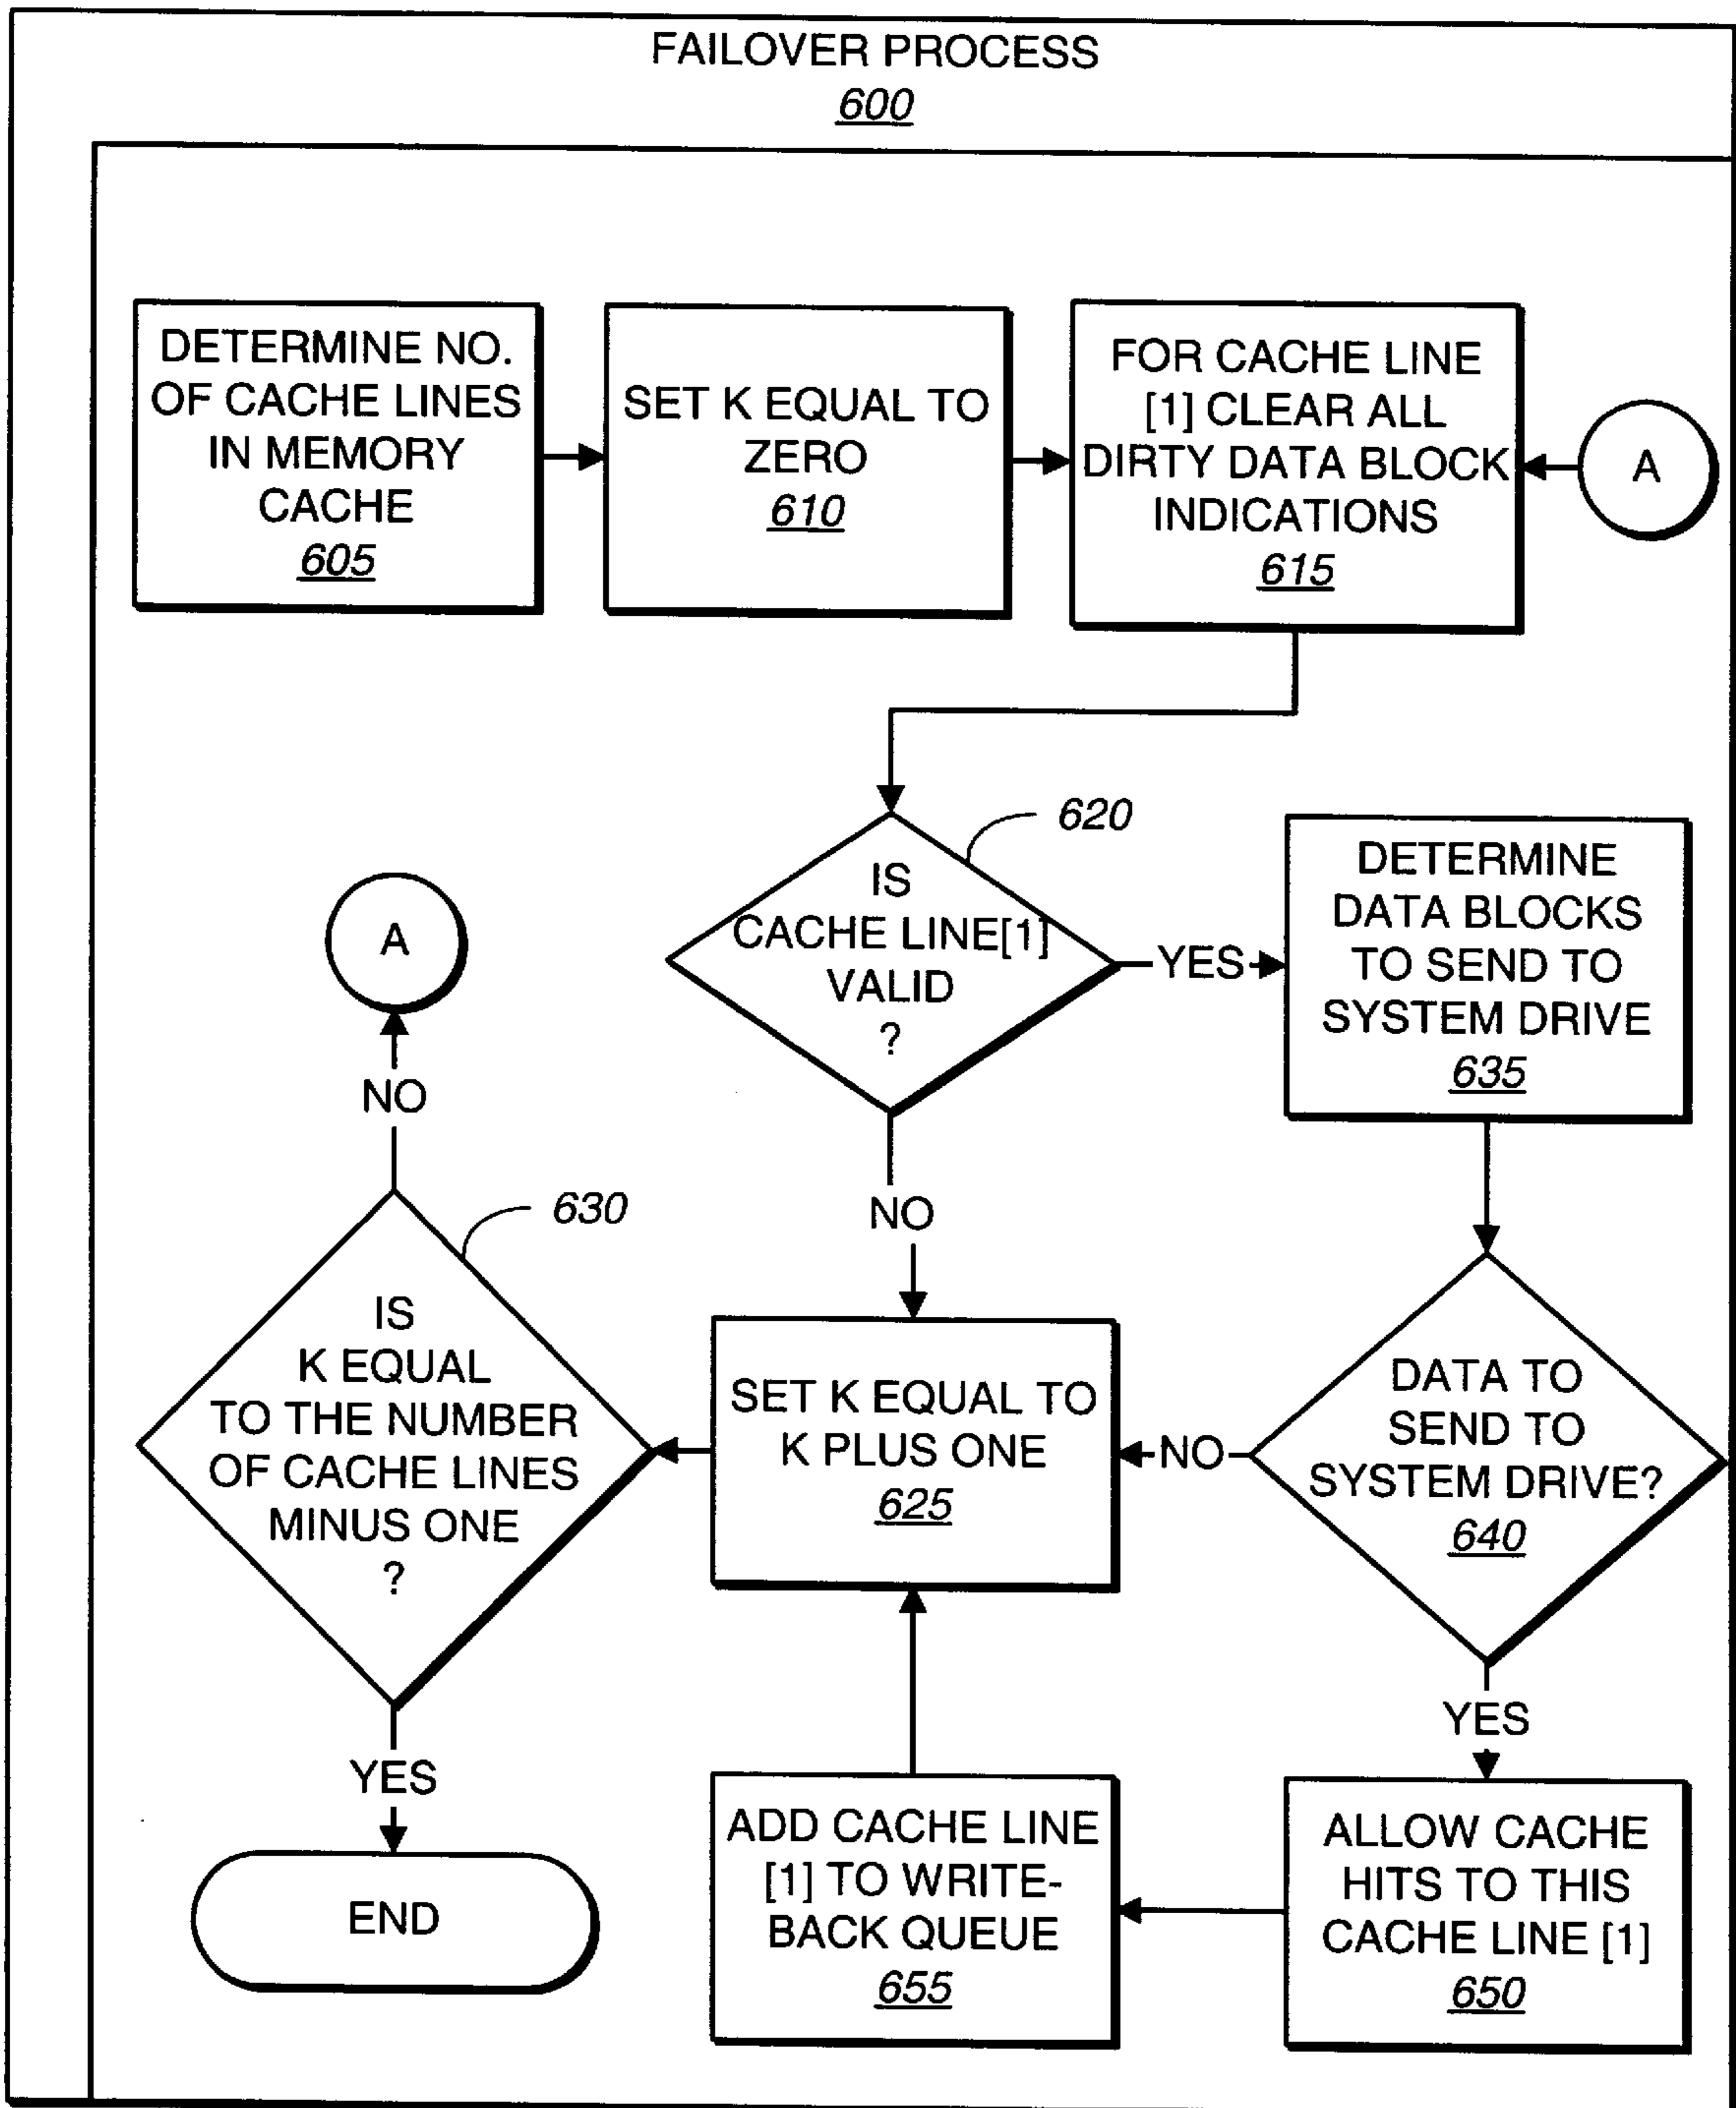 FAILOVER PROCESS
600
DETERMINE NO.
OF CACHE LINES
IN MEMORY
CACHE
605
SET K EQUAL TO
ZERO
610
FOR CACHE LINE
[1] CLEAR ALL
DIRTY DATA BLOCK
INDICATIONS
615
A
620
IS
CACHE LINE[1]
VALID
?
YES
NO
DETERMINE
DATA BLOCKS
TO SEND TO
SYSTEM DRIVE
635
A
NO
630
IS
K EQUAL
TO THE NUMBER
OF CACHE LINES
MINUS ONE
?
YES
END
SET K EQUAL TO
K PLUS ONE
625
NO
DATA TO
SEND TO
SYSTEM DRIVE?
640
YES
ADD CACHE LINE
[1] TO WRITE-
BACK QUEUE
655
ALLOW CACHE
HITS TO THIS
CACHE LINE [1]
650